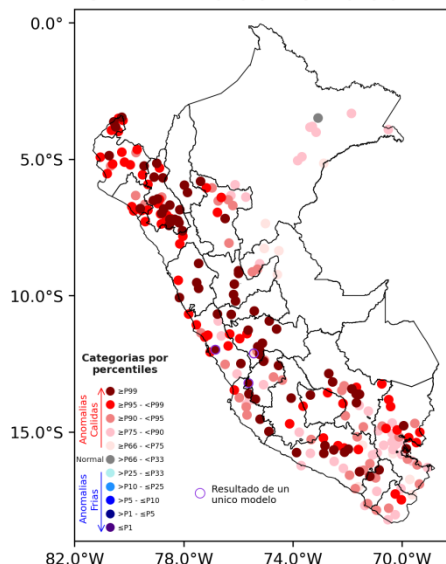 0.0°
5.0°S
10.0°S
15.0°S
82.0°W
78.0°W
74.0°W
70.0°W
Categorias por
percentiles
Anomalias
Calidas
≥P99
≥P95 - <P99
≥P90 - <P95
≥P75 - <P90
≥P66 - <P75
Normal
>P66 - <P33
Anomalias
Frias
>P25 - ≤P33
>P10 - ≤P25
>P5 - ≤P10
>P1 - ≤P5
≤P1
Resultado de un
unico modelo